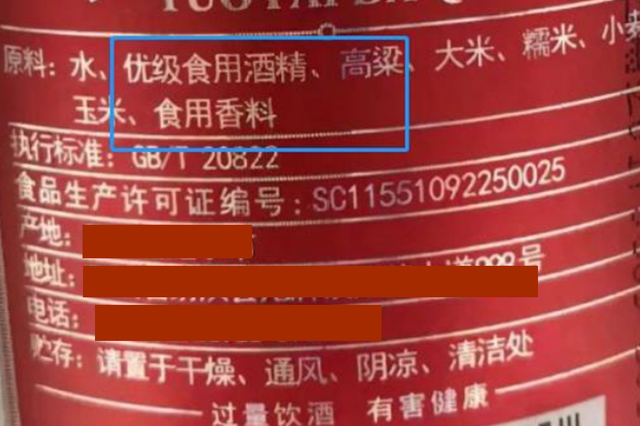 原料：水、优级食用酒精、高粱、大米、糯米、小麦
玉米、食用香料
执行标准：GB/T 20822
食品生产许可证编号：SC11551092250025
产地：
地址：
号
电话：
贮存：请置于干燥、通风、阴凉、清洁处
过量饮酒 有害健康